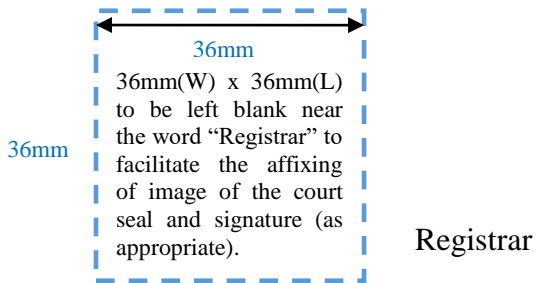 36mm
36mm(W) x 36mm(L)
to be left blank near
the word “Registrar” to
facilitate the affixing
of image of the court
seal and signature (as
appropriate).
36mm
Registrar